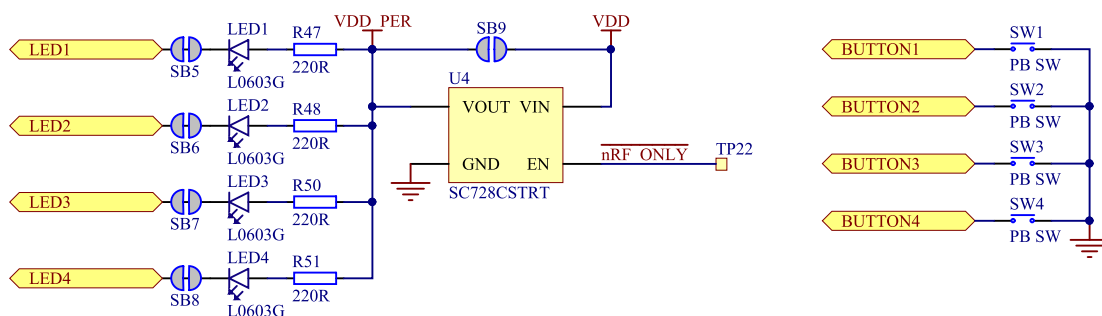 VDD_PER
SB9
VDD
LED1
SB5
LED1
L0603G
R47
220R
LED2
SB6
LED2
L0603G
R48
220R
LED3
SB7
LED3
L0603G
R50
220R
LED4
SB8
LED4
L0603G
R51
220R
U4
VOUT VIN
GND EN
SC728CSTRT
nRF_ONLY
TP22
BUTTON1
SW1
PB SW
BUTTON2
SW2
PB SW
BUTTON3
SW3
PB SW
BUTTON4
SW4
PB SW